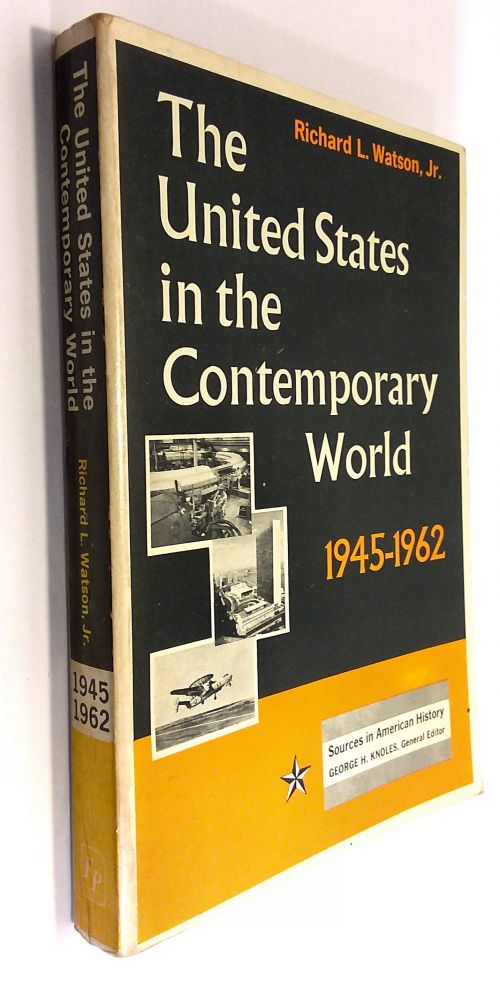 The United States in the
Contemporary World
Richard L. Watson, Jr.
1945
1962
fp
Richard L. Watson, Jr.
The
United States
in the
Contemporary
World
1945-1962
Sources in American History
GEORGE H. KNOLES, General Editor